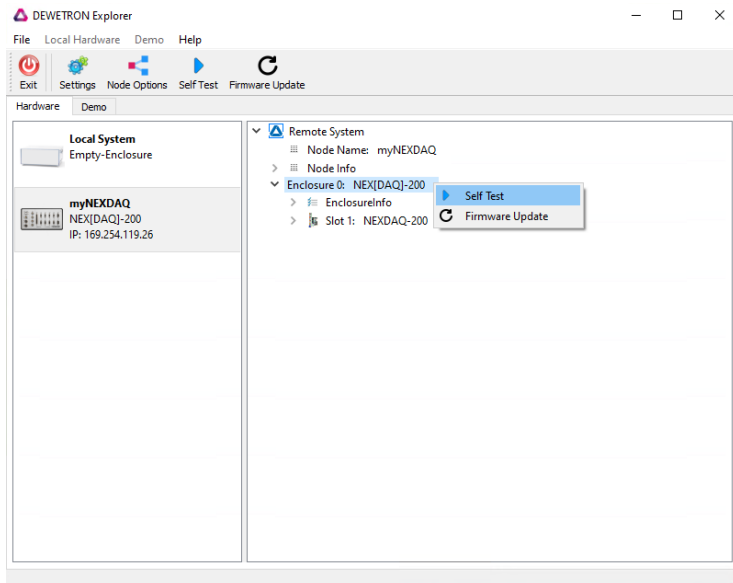 DEWETRON Explorer
File Local Hardware Demo Help
Exit Settings Node Options Self Test Firmware Update
Hardware Demo
Local System
Empty-Enclosure
myNEXDAQ
NEX[DAQ]-200
IP: 169.254.119.26
Remote System
Node Name: myNEXDAQ
Node Info
Enclosure 0: NEX[DAQ]-200
EnclosureInfo
Slot 1: NEXDAQ-200
Self Test
Firmware Update